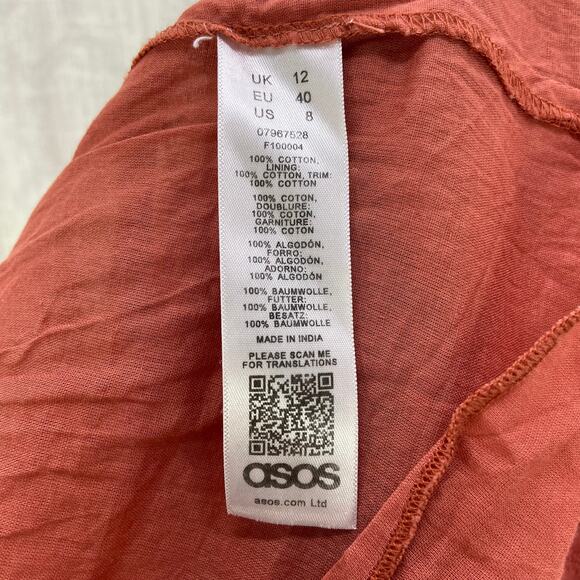 UK 12
EU 40
US 8
07967528
F100004
100% COTTON,
LINING:
100% COTTON, TRIM:
100% COTTON
100% COTON,
DOUBLURE:
100% COTON,
GARNITURE:
100% COTON
100% ALGODÓN,
FORRO:
100% ALGODÓN,
ADORNO:
100% ALGODÓN
100% BAUMWOLLE,
FUTTER:
100% BAUMWOLLE,
BESATZ:
100% BAUMWOLLE
MADE IN INDIA
PLEASE SCAN ME
FOR TRANSLATIONS
asos
asos.com Ltd